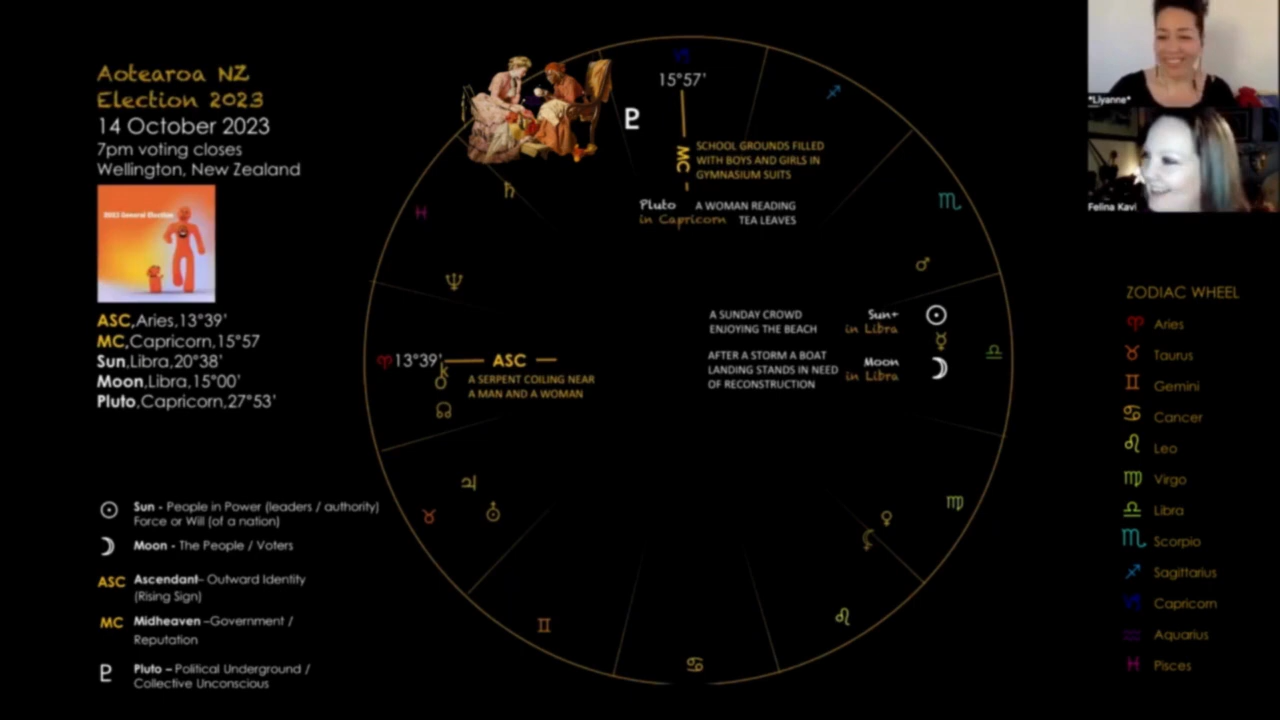 Aotearoa NZ
Election 2023
14 October 2023
7pm voting closes
Wellington, New Zealand
2023 General Election
ASC,Aries,13°39'
MC,Capricorn,15°57
Sun,Libra,20°38'
Moon,Libra,15°00'
Pluto,Capricorn,27°53'
Sun - People in Power (leaders / authority)
Force or Will (of a nation)
Moon - The People / Voters
ASC Ascendant– Outward Identity
(Rising Sign)
MC Midheaven –Government /
Reputation
Pluto – Political Underground /
Collective Unconscious
15°57'
MC
SCHOOL GROUNDS FILLED
WITH BOYS AND GIRLS IN
GYMNASIUM SUITS
Pluto
in Capricorn
A WOMAN READING
TEA LEAVES
A SUNDAY CROWD
ENJOYING THE BEACH
Sun+
in Libra
AFTER A STORM A BOAT
LANDING STANDS IN NEED
OF RECONSTRUCTION
Moon
in Libra
13°39'
ASC
A SERPENT COILING NEAR
A MAN AND A WOMAN
*Liyanne*
Felina Kavi
ZODIAC WHEEL
Aries
Taurus
Gemini
Cancer
Leo
Virgo
Libra
Scorpio
Sagittarius
Capricorn
Aquarius
Pisces